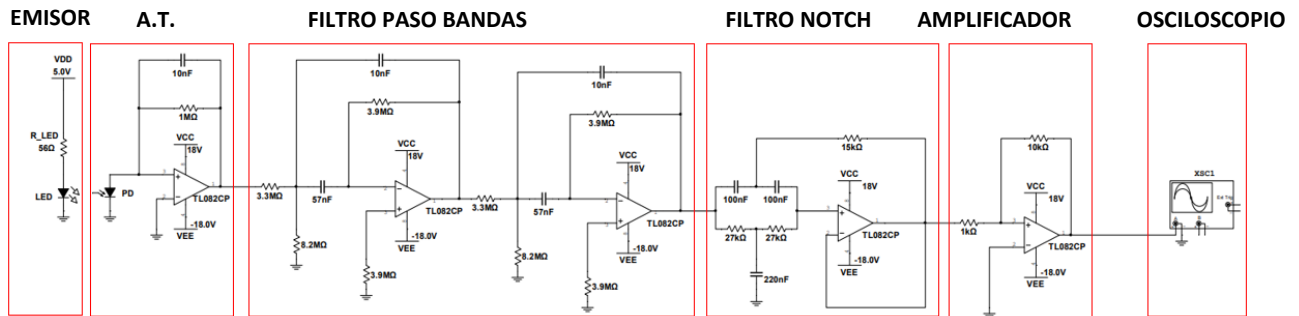 EMISOR
A.T.
FILTRO PASO BANDAS
FILTRO NOTCH
AMPLIFICADOR
OSCILOSCOPIO
VDD
5.0V
R_LED
56Ω
LED
PD
10nF
1MΩ
VCC
18V
TL082CP
-18.0V
VEE
3.3MΩ
10nF
3.9MΩ
57nF
8.2MΩ
3.9MΩ
VCC
18V
TL082CP
-18.0V
VEE
3.3MΩ
10nF
3.9MΩ
57nF
8.2MΩ
3.9MΩ
VCC
18V
TL082CP
-18.0V
VEE
15kΩ
100nF
100nF
27kΩ
27kΩ
220nF
VCC
18V
TL082CP
-18.0V
VEE
10kΩ
1kΩ
VCC
18V
TL082CP
-18.0V
VEE
XSC1